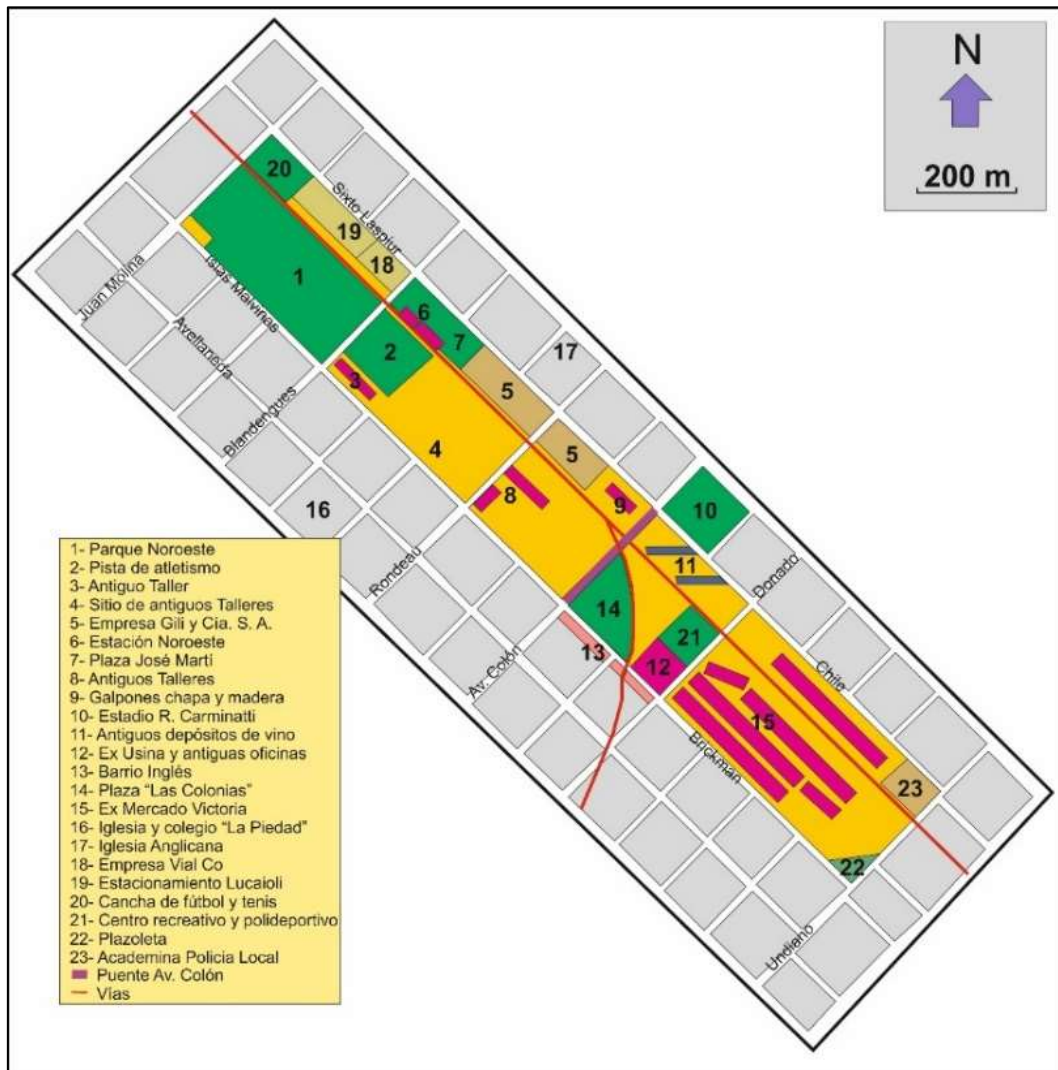 N
200 m
20
Sixto Laspiur
19
18
1
Juan Molina
Islas Malvinas
Avellaneda
6
7
2
17
3
5
Blandengues
4
5
8
9
10
16
11
Donado
Rondeau
14
21
13
12
Av. Colón
Chile
15
Brickman
23
22
Undiano
1- Parque Noroeste
2- Pista de atletismo
3- Antiguo Taller
4- Sitio de antiguos Talleres
5- Empresa Gili y Cia. S. A.
6- Estación Noroeste
7- Plaza José Martí
8- Antiguos Talleres
9- Galpones chapa y madera
10- Estadio R. Carminatti
11- Antiguos depósitos de vino
12- Ex Usina y antiguas oficinas
13- Barrio Inglés
14- Plaza "Las Colonias"
15- Ex Mercado Victoria
16- Iglesia y colegio "La Piedad"
17- Iglesia Anglicana
18- Empresa Vial Co
19- Estacionamiento Lucaioli
20- Cancha de fútbol y tenis
21- Centro recreativo y polideportivo
22- Plazoleta
23- Academina Policia Local
Puente Av. Colón
Vías